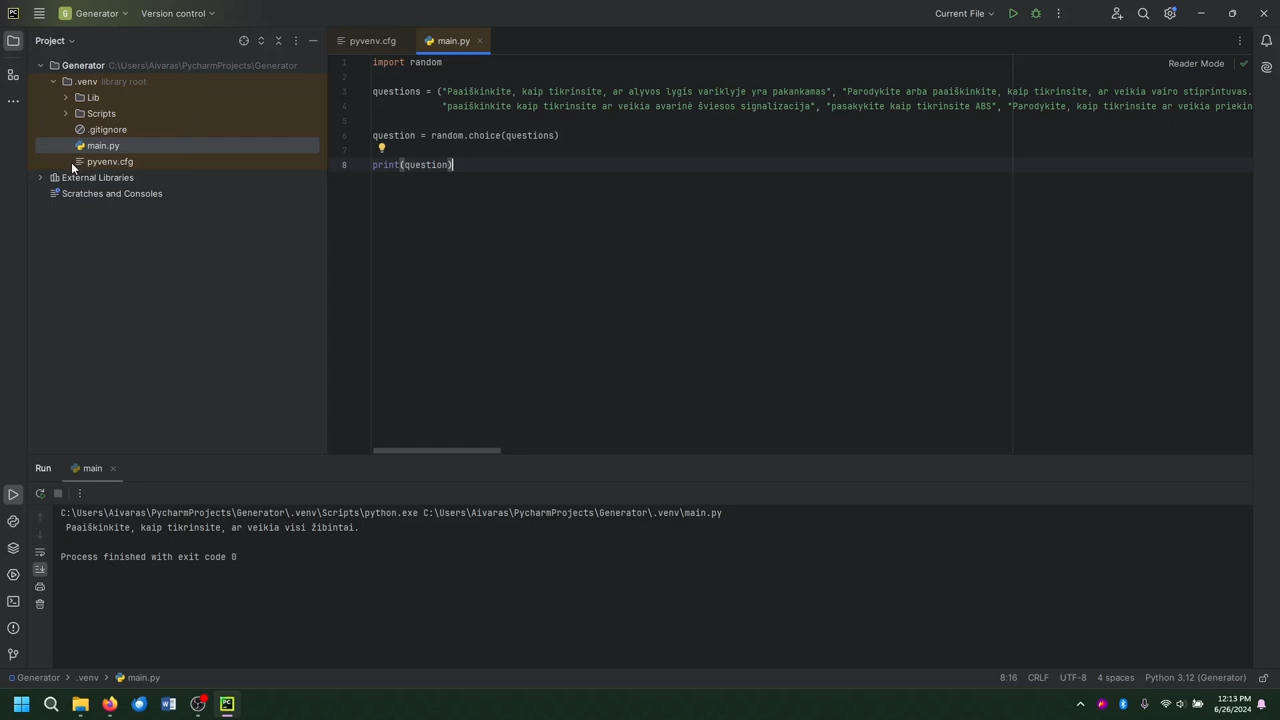 PC
G Generator
Version control
Current File
Project
pyvenv.cfg
main.py
Generator C:\Users\Aivaras\PycharmProjects\Generator
.venv library root
Lib
Scripts
.gitignore
main.py
pyvenv.cfg
External Libraries
Scratches and Consoles
Reader Mode
1 import random
2
3 questions = ("Paaiškinkite, kaip tikrinsite, ar alyvos lygis variklyje yra pakankamas", "Parodykite arba paaiškinkite, kaip tikrinsite, ar veikia vairo stiprintuvas.
4 "paaiškinkite kaip tikrinsite ar veikia avarinė šviesos signalizacija", "pasakykite kaip tikrinsite ABS", "Parodykite, kaip tikrinsite ar veikia priekin
5
6 question = random.choice(questions)
7
8 print(question)
Run
main
C:\Users\Aivaras\PycharmProjects\Generator\.venv\Scripts\python.exe C:\Users\Aivaras\PycharmProjects\Generator\.venv\main.py
Paaiškinkite, kaip tikrinsite, ar veikia visi žibintai.
Process finished with exit code 0
Generator > .venv > main.py
8:16 CRLF UTF-8 4 spaces Python 3.12 (Generator)
W
PC
12:13 PM
6/26/2024